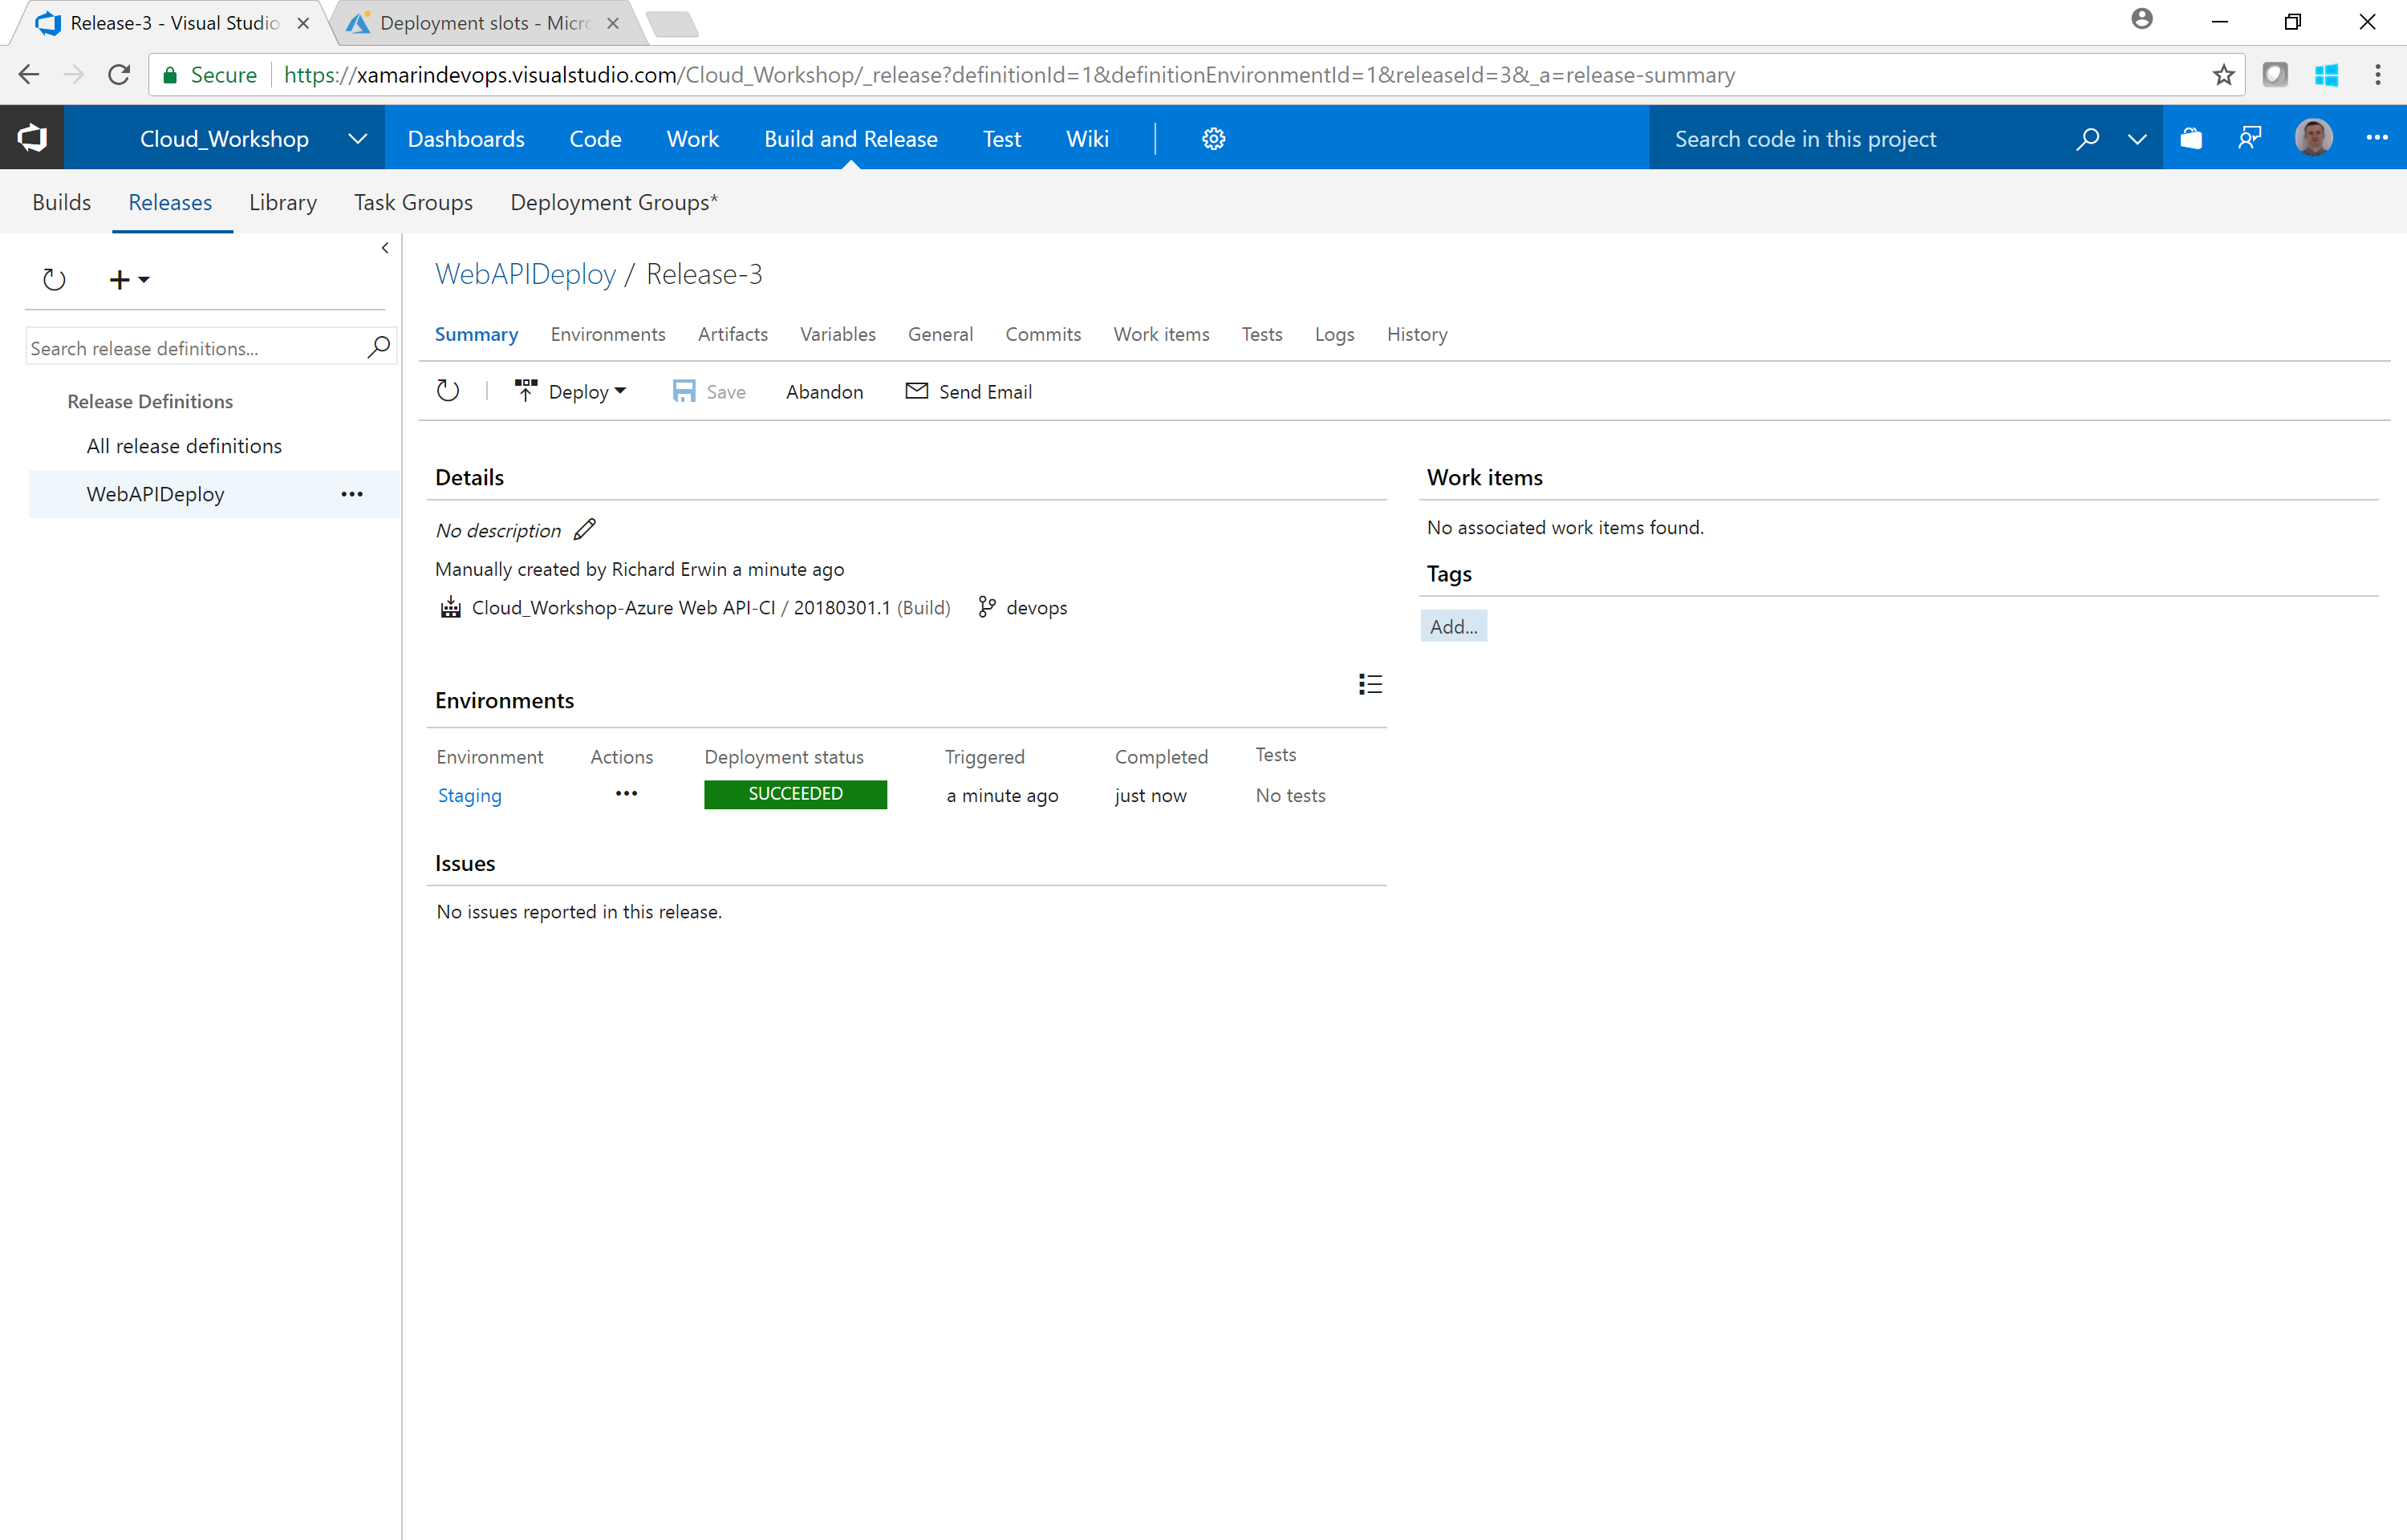 Release-3 - Visual Studio
Deployment slots - Micro
Secure https://xamarindevops.visualstudio.com/Cloud_Workshop/_release?definitionId=1&definitionEnvironmentId=1&releaseId=3&_a=release-summary
Cloud_Workshop Dashboards Code Work Build and Release Test Wiki Search code in this project
Builds Releases Library Task Groups Deployment Groups*
WebAPIDeploy / Release-3
Summary Environments Artifacts Variables General Commits Work items Tests Logs History
Deploy Save Abandon Send Email
Search release definitions...
Release Definitions
All release definitions
WebAPIDeploy
Details
No description
Manually created by Richard Erwin a minute ago
Cloud_Workshop-Azure Web API-CI / 20180301.1 (Build) devops
Environments
Environment Actions Deployment status Triggered Completed Tests
Staging SUCCEEDED a minute ago just now No tests
Issues
No issues reported in this release.
Work items
No associated work items found.
Tags
Add...